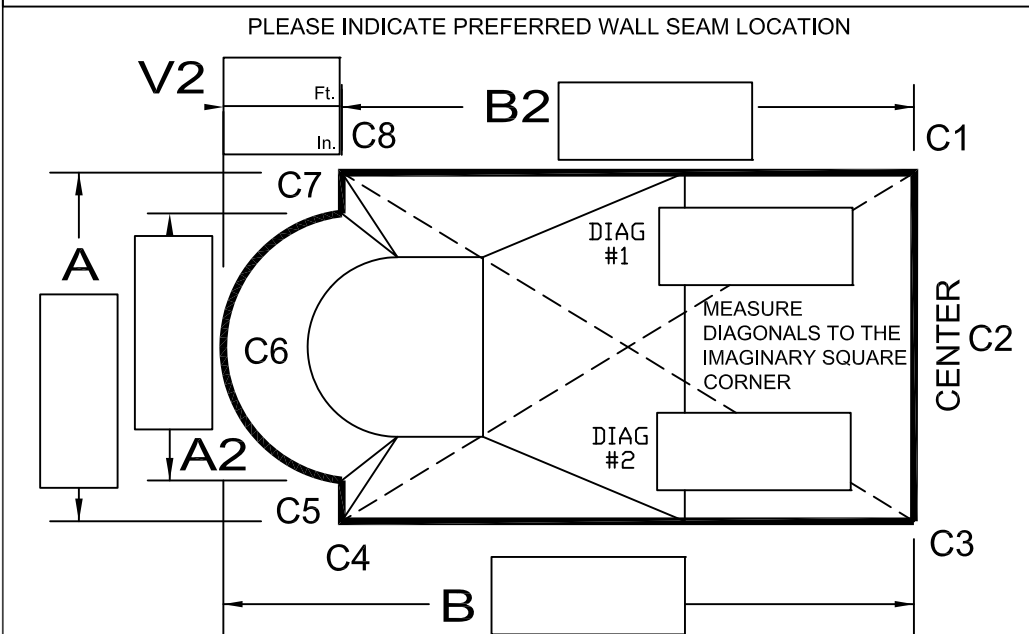 PLEASE INDICATE PREFERRED WALL SEAM LOCATION
V2
Ft.
In.
B2
C8
C1
C7
A
DIAG
#1
MEASURE
DIAGONALS TO THE
IMAGINARY SQUARE
CORNER
CENTER
C2
C6
DIAG
#2
A2
C5
C4
C3
B